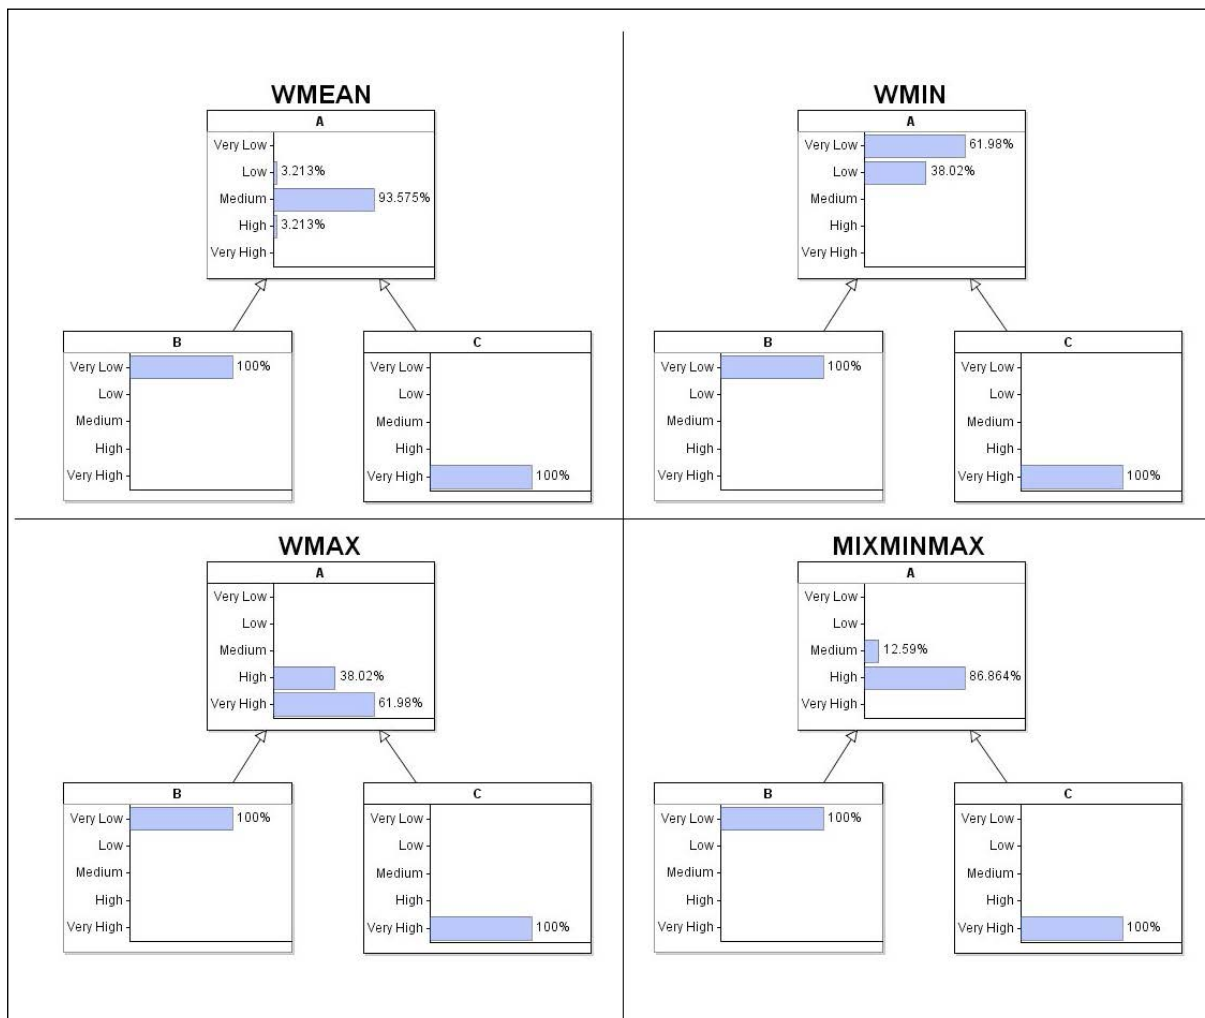 WMEAN
A
Very Low
Low 3.213%
Medium 93.575%
High 3.213%
Very High
B
Very Low 100%
Low
Medium
High
Very High
C
Very Low
Low
Medium
High
Very High 100%
WMIN
A
Very Low 61.98%
Low 38.02%
Medium
High
Very High
B
Very Low 100%
Low
Medium
High
Very High
C
Very Low
Low
Medium
High
Very High 100%
WMAX
A
Very Low
Low
Medium
High 38.02%
Very High 61.98%
B
Very Low 100%
Low
Medium
High
Very High
C
Very Low
Low
Medium
High
Very High 100%
MIXMINMAX
A
Very Low
Low
Medium 12.59%
High 86.864%
Very High
B
Very Low 100%
Low
Medium
High
Very High
C
Very Low
Low
Medium
High
Very High 100%